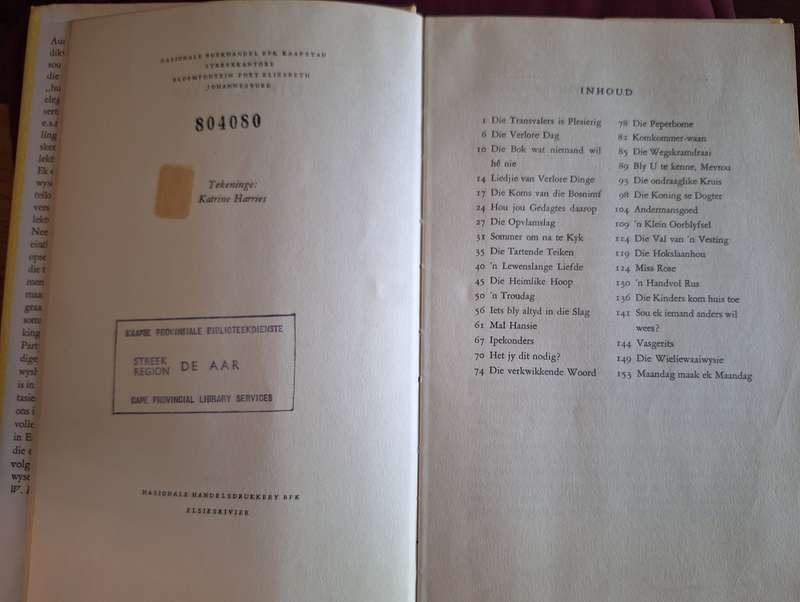 NASIONALE BOEKHANDEL BPK KAAPSTAD
STREEKKANTORE
BLOEMFONTEIN PORT ELIZABETH
JOHANNESBURG
804080
Tekeninge:
Katrine Harries
KAAPSE PROVINSIALE BIBLIOTEEKDIENSTE
STREEK
REGION DE AAR
CAPE PROVINCIAL LIBRARY SERVICES
NASIONALE HANDELSDRUKKERY BPK
ELSIESRIVIER
INHOUD
1 Die Transvalers is Plesierig
6 Die Verlore Dag
10 Die Bok wat niemand wil
hê nie
14 Liedjie van Verlore Dinge
17 Die Koms van die Bosnimf
24 Hou jou Gedagtes daarop
27 Die Opvlamslag
31 Sommer om na te Kyk
35 Die Tartende Teiken
40 'n Lewenslange Liefde
45 Die Heimlike Hoop
50 'n Troudag
56 Iets bly altyd in die Slag
61 Mal Hansie
67 Ipekonders
70 Het jy dit nodig?
74 Die verkwikkende Woord
78 Die Peperbome
82 Komkommer-waan
85 Die Wegskramdraai
89 Bly U te kenne, Mevrou
93 Die ondraaglike Kruis
98 Die Koning se Dogter
104 Andermansgoed
109 'n Klein Oorblyfsel
114 Die Val van 'n Vesting
119 Die Hokslaanhou
124 Miss Rose
130 'n Handvol Rus
136 Die Kinders kom huis toe
141 Sou ek iemand anders wil
wees?
144 Vasgerits
149 Die Wieliewaaiwysie
153 Maandag maak ek Maandag